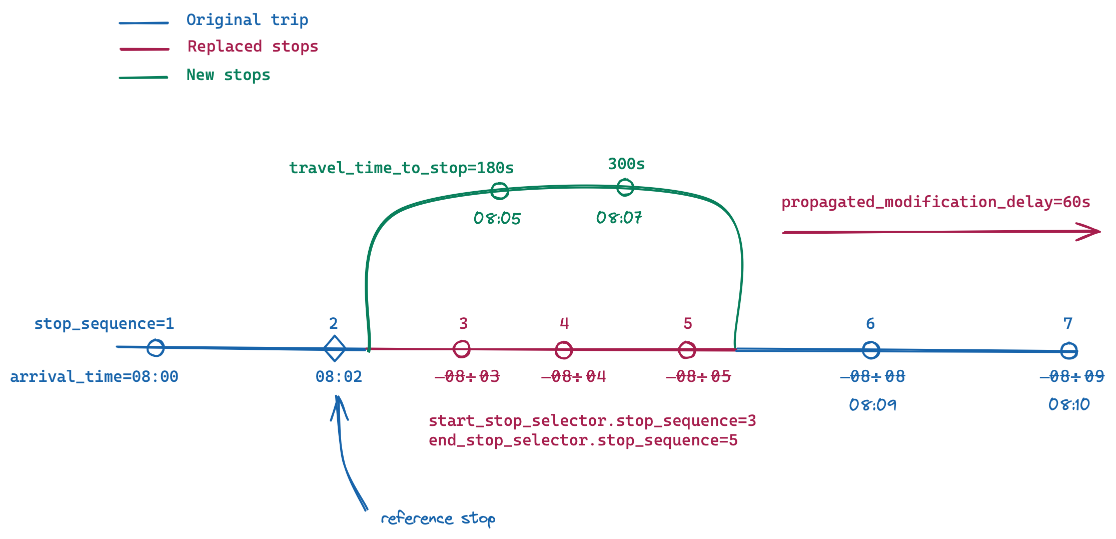 Original trip
Replaced stops
New stops
travel_time_to_stop=180s 300s
08:05 08:07
propagated_modification_delay=60s
stop_sequence=1 2 3 4 5 6 7
arrival_time=08:00 08:02 08:03 08:04 08:05 08:08 08:09
08:09 08:10
start_stop_selector.stop_sequence=3
end_stop_selector.stop_sequence=5
reference stop